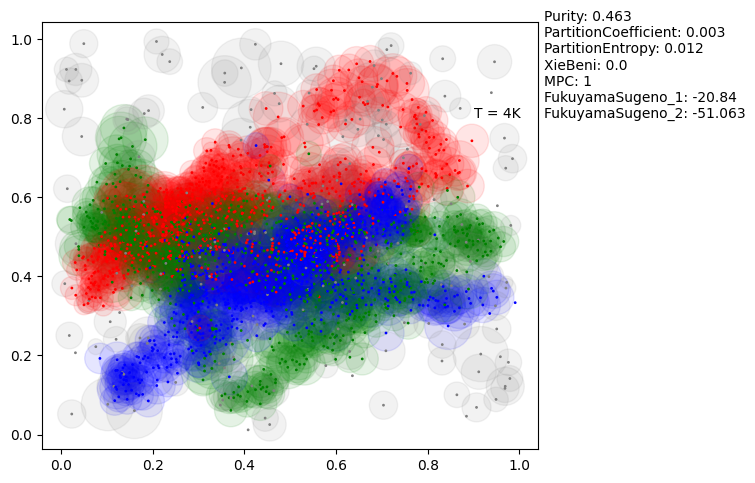 Purity: 0.463
PartitionCoefficient: 0.003
PartitionEntropy: 0.012
XieBeni: 0.0
MPC: 1
FukuyamaSugeno_1: -20.84
FukuyamaSugeno_2: -51.063
T = 4K
1.0
0.8
0.6
0.4
0.2
0.0
0.0 0.2 0.4 0.6 0.8 1.0